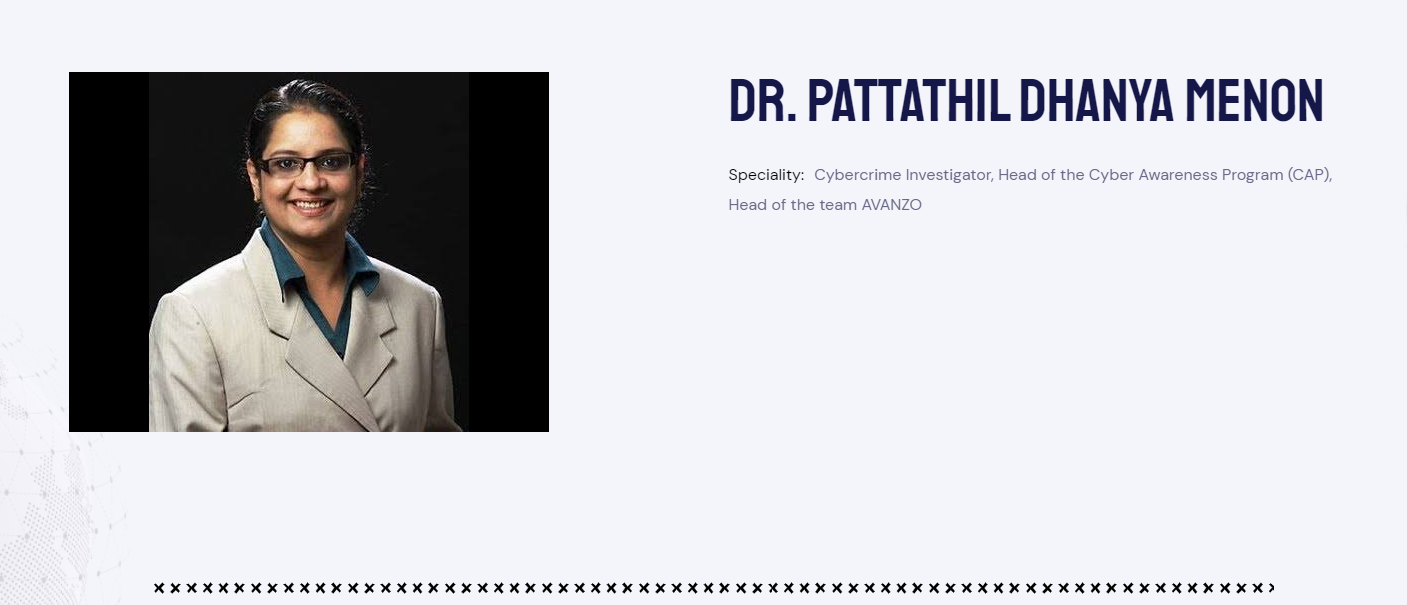 DR. PATTATHIL DHANYA MENON
Speciality: Cybercrime Investigator, Head of the Cyber Awareness Program (CAP),
Head of the team AVANZO